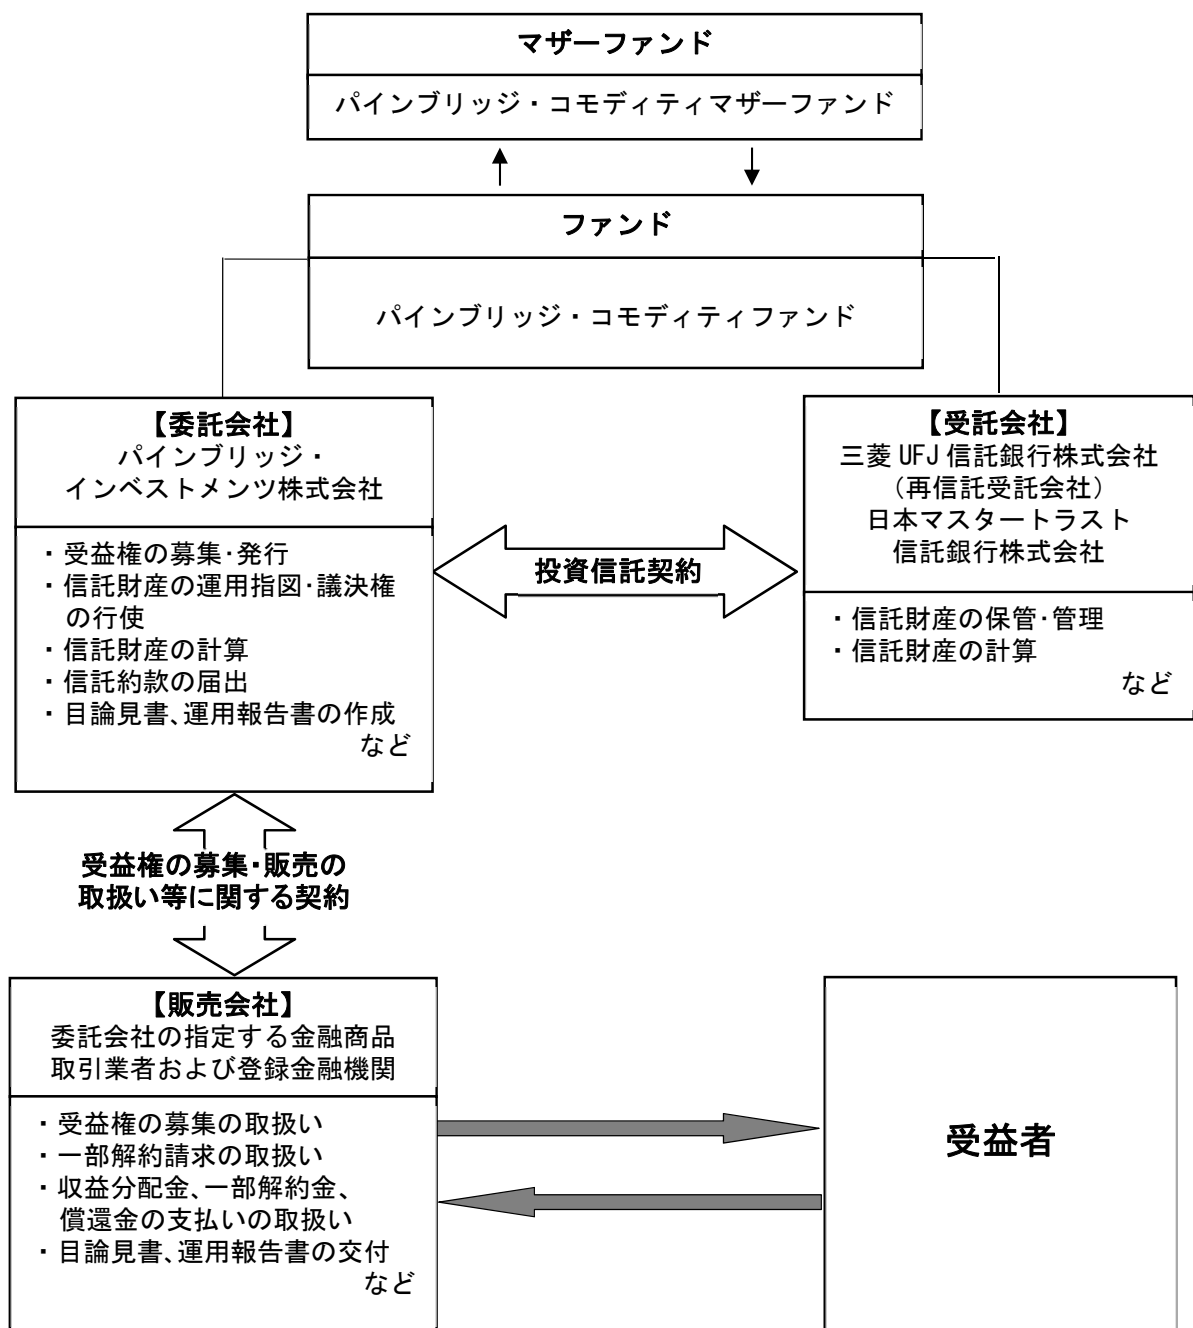 マザーファンド
パインブリッジ・コモディティマザーファンド
ファンド
パインブリッジ・コモディティファンド
【委託会社】
パインブリッジ・
インベストメンツ株式会社
・受益権の募集･発行
・信託財産の運用指図･議決権
の行使
・信託財産の計算
・信託約款の届出
・目論見書、運用報告書の作成
など
投資信託契約
【受託会社】
三菱 UFJ 信託銀行株式会社
（再信託受託会社）
日本マスタートラスト
信託銀行株式会社
・信託財産の保管･管理
・信託財産の計算
など
受益権の募集･販売の
取扱い等に関する契約
【販売会社】
委託会社の指定する金融商品
取引業者および登録金融機関
・受益権の募集の取扱い
・一部解約請求の取扱い
・収益分配金、一部解約金、
償還金の支払いの取扱い
・目論見書、運用報告書の交付
など
受益者